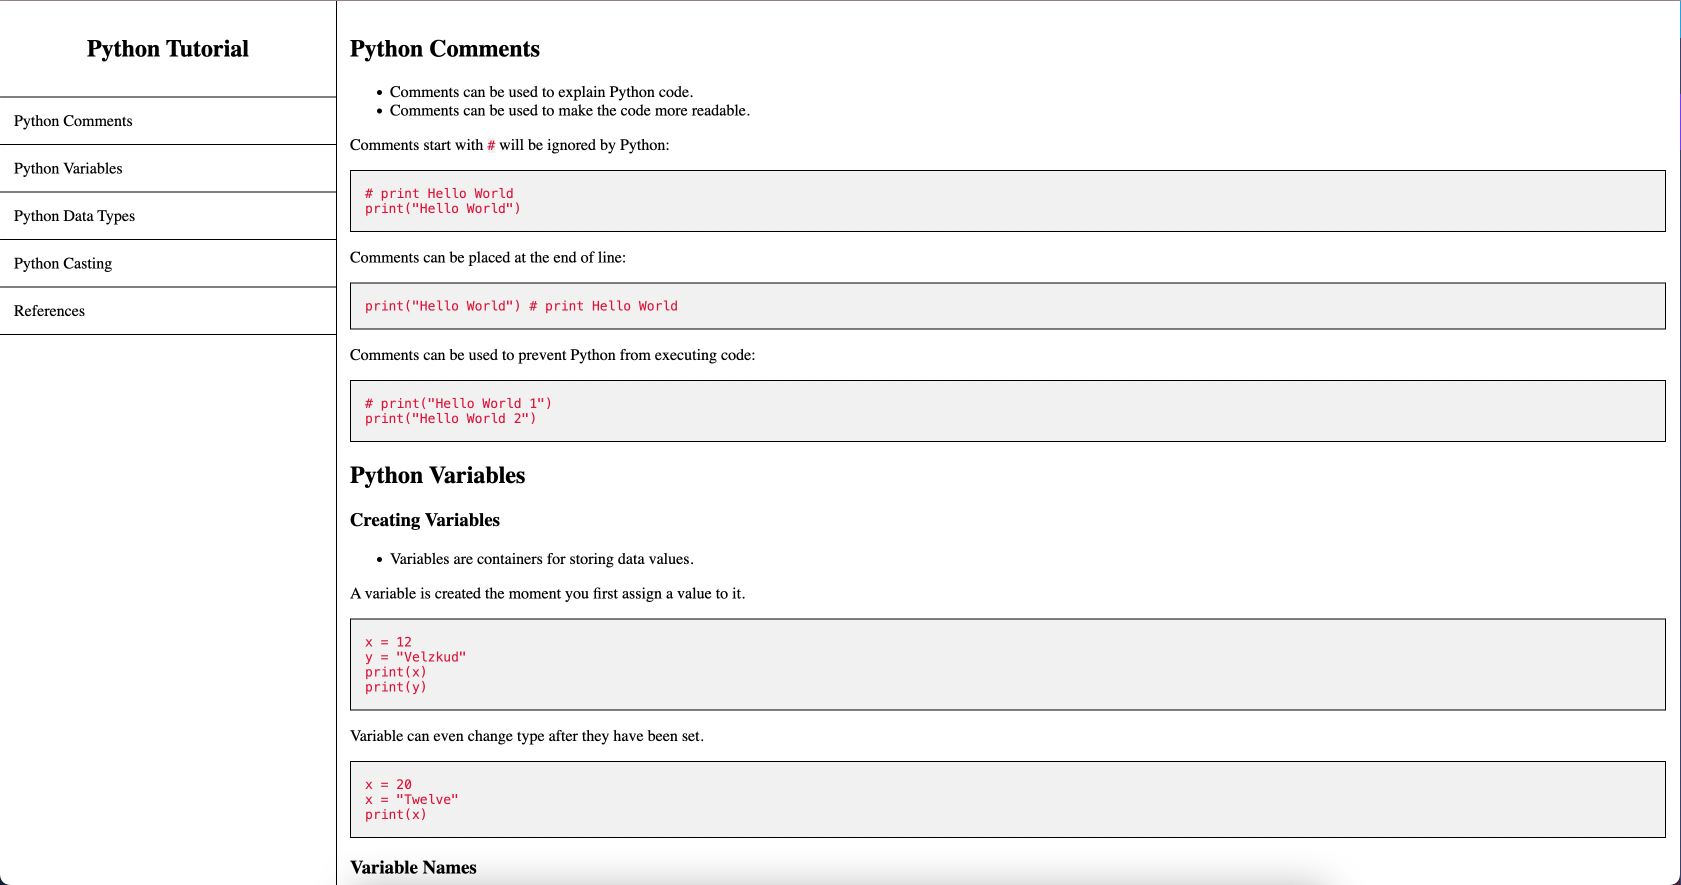 Python Tutorial
Python Comments
Python Variables
Python Data Types
Python Casting
References
Python Comments
• Comments can be used to explain Python code.
• Comments can be used to make the code more readable.
Comments start with # will be ignored by Python:
# print Hello World
print("Hello World")
Comments can be placed at the end of line:
print("Hello World") # print Hello World
Comments can be used to prevent Python from executing code:
# print("Hello World 1")
print("Hello World 2")
Python Variables
Creating Variables
• Variables are containers for storing data values.
A variable is created the moment you first assign a value to it.
x = 12
y = "Velzkud"
print(x)
print(y)
Variable can even change type after they have been set.
x = 20
x = "Twelve"
print(x)
Variable Names